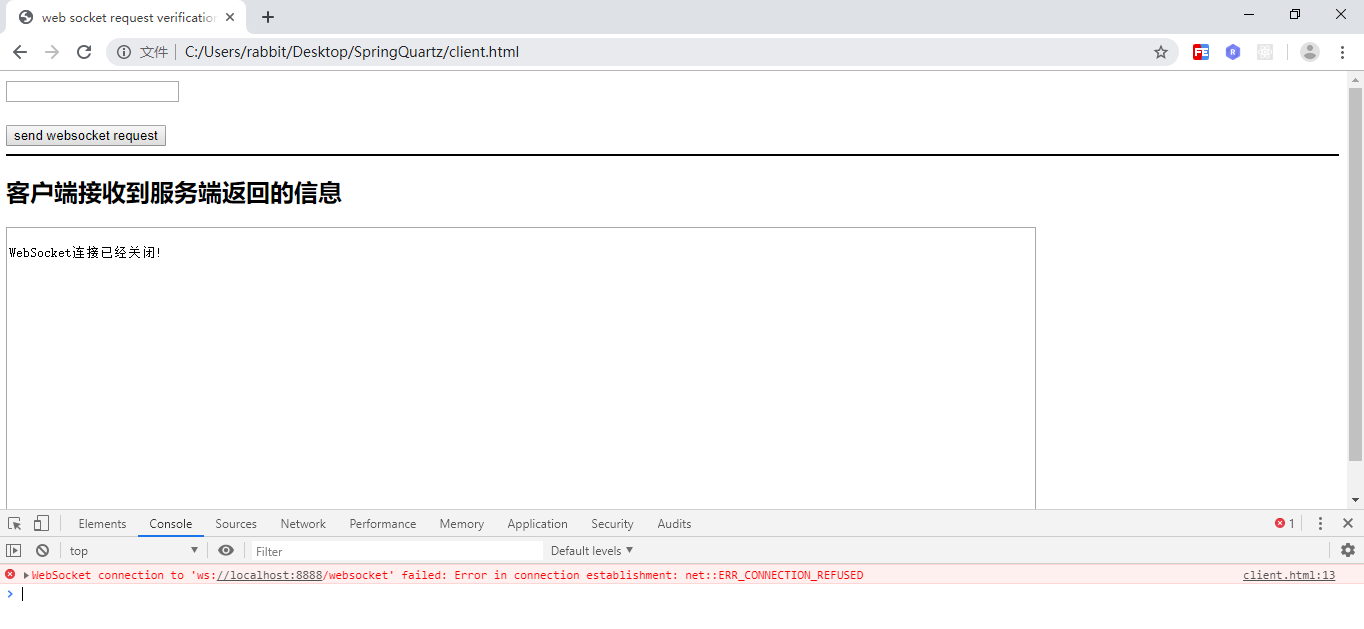 web socket request verification
文件 C:/Users/rabbit/Desktop/SpringQuartz/client.html
send websocket request
客户端接收到服务端返回的信息
WebSocket连接已经关闭!
Elements Console Sources Network Performance Memory Application Security Audits 1
top Filter Default levels
WebSocket connection to 'ws://localhost:8888/websocket' failed: Error in connection establishment: net::ERR_CONNECTION_REFUSED client.html:13